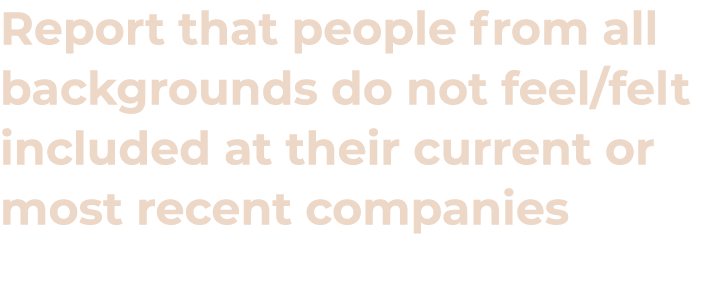 Report that people from all
backgrounds do not feel/felt
included at their current or
most recent companies